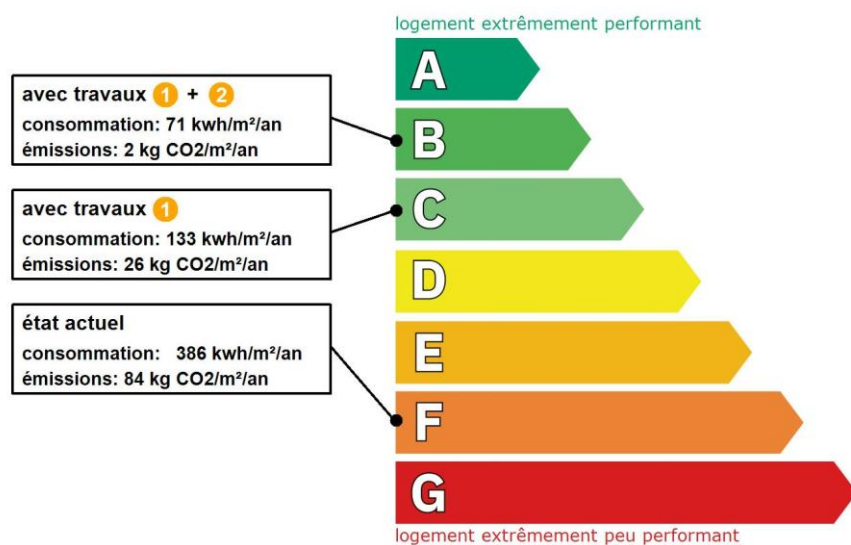 logement extrêmement performant
avec travaux 1 + 2
consommation: 71 kwh/m²/an
émissions: 2 kg CO2/m²/an
avec travaux 1
consommation: 133 kwh/m²/an
émissions: 26 kg CO2/m²/an
état actuel
consommation: 386 kwh/m²/an
émissions: 84 kg CO2/m²/an
A
B
C
D
E
F
G
logement extrêmement peu performant